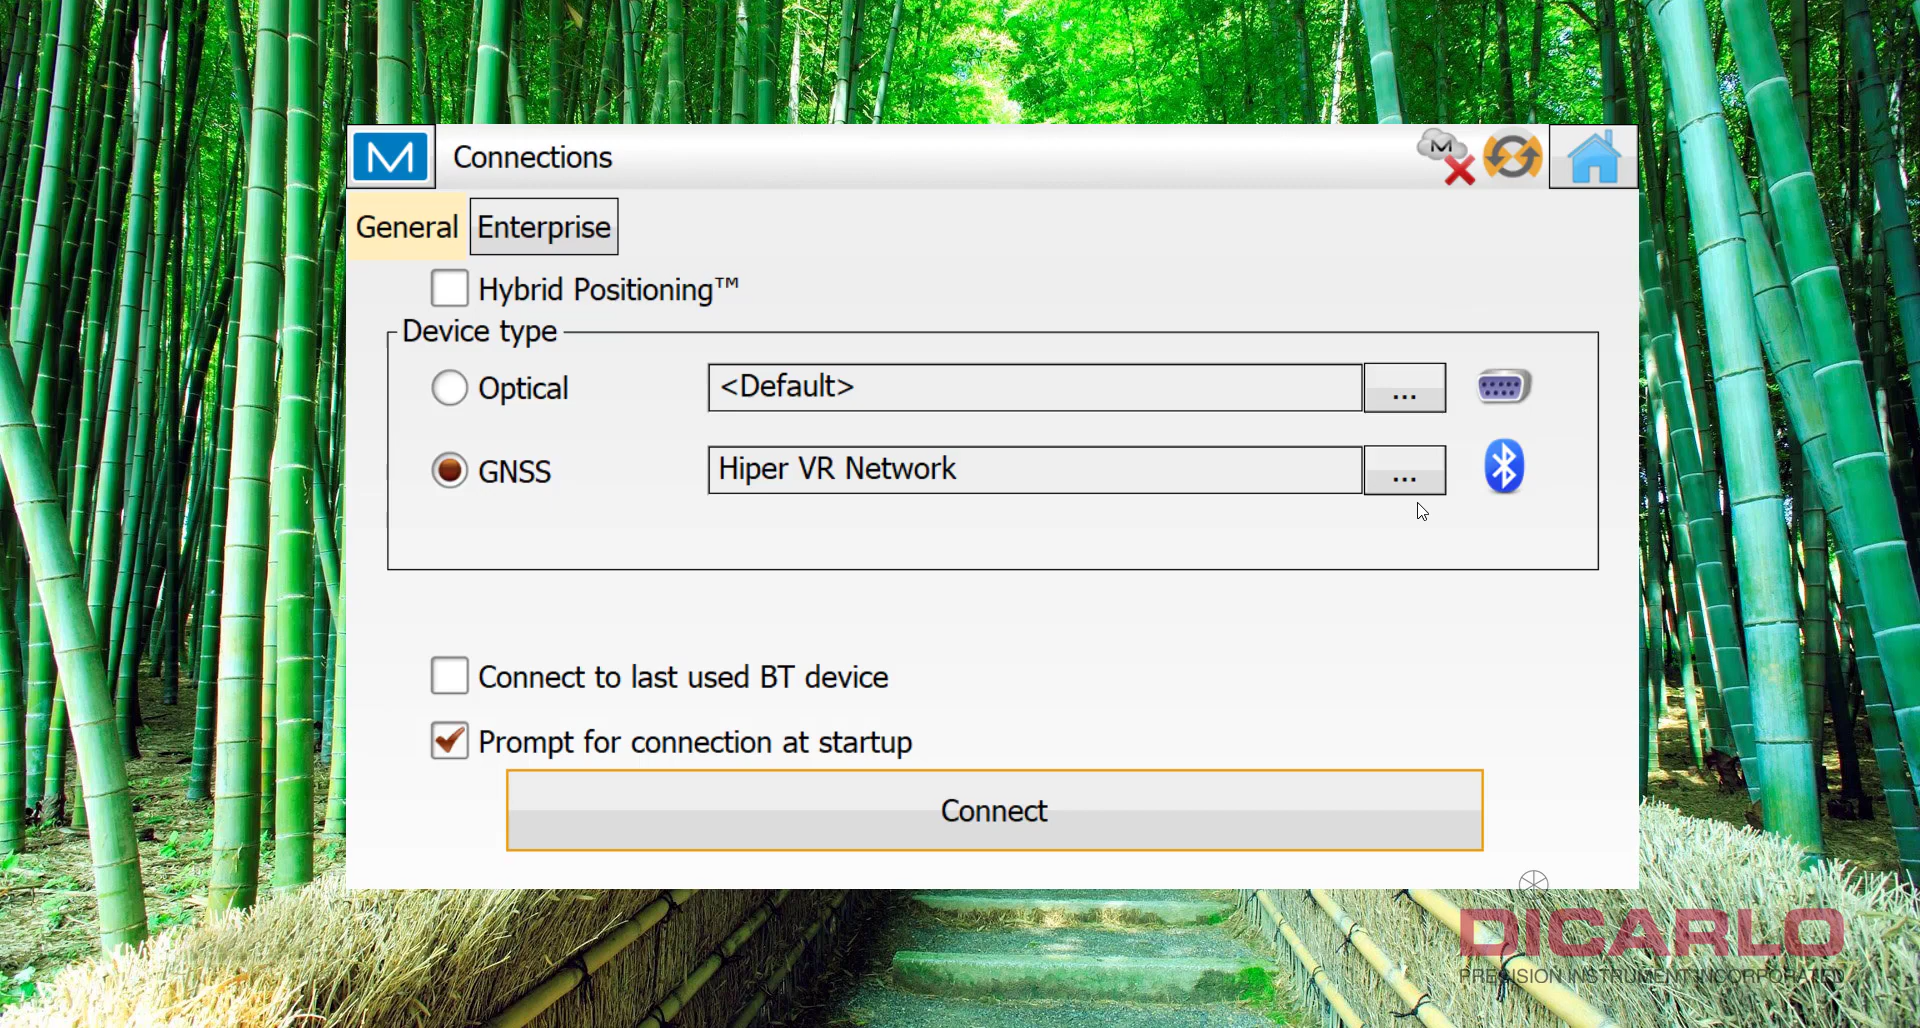 M Connections M
General Enterprise
Hybrid Positioning™
Device type
Optical <Default> ...
GNSS Hiper VR Network ...
Connect to last used BT device
Prompt for connection at startup
Connect
DICARLO
PRECISION INSTRUMENT INCORPORATED